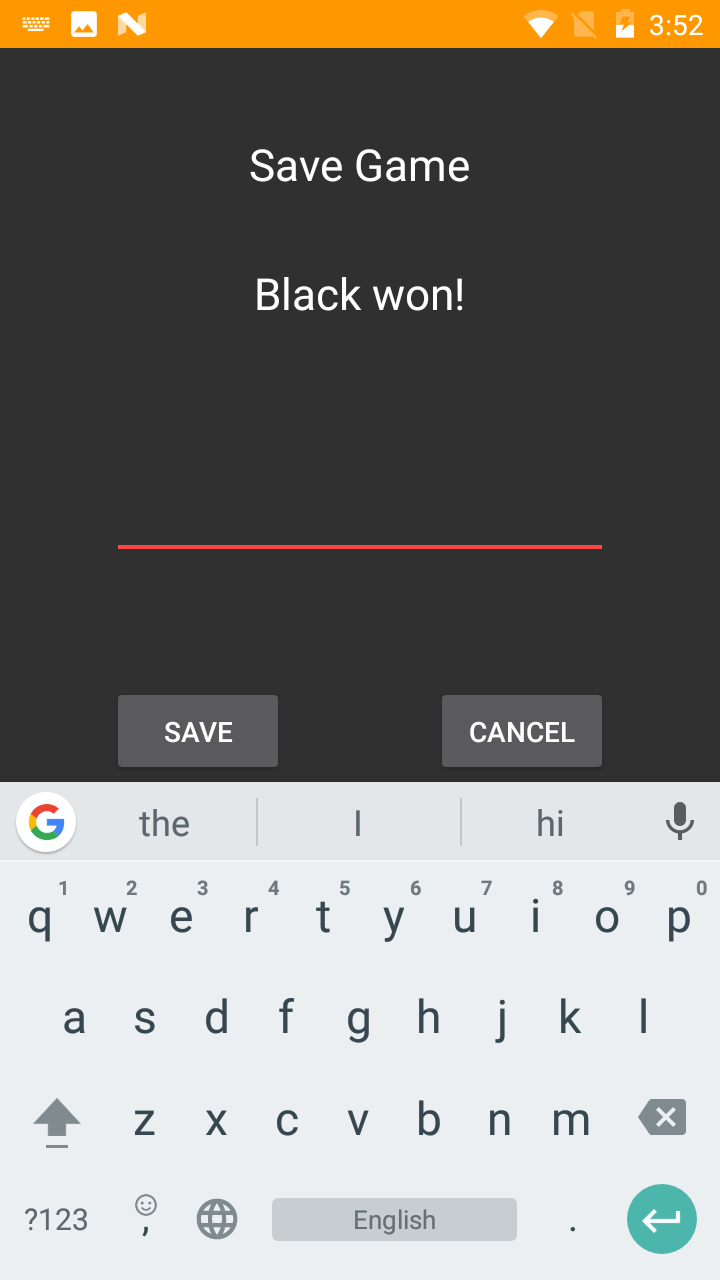 3:52
Save Game
Black won!
SAVE CANCEL
the I hi
1 2 3 4 5 6 7 8 9 0
q w e r t y u i o p
a s d f g h j k l
z x c v b n m
?123 , English .